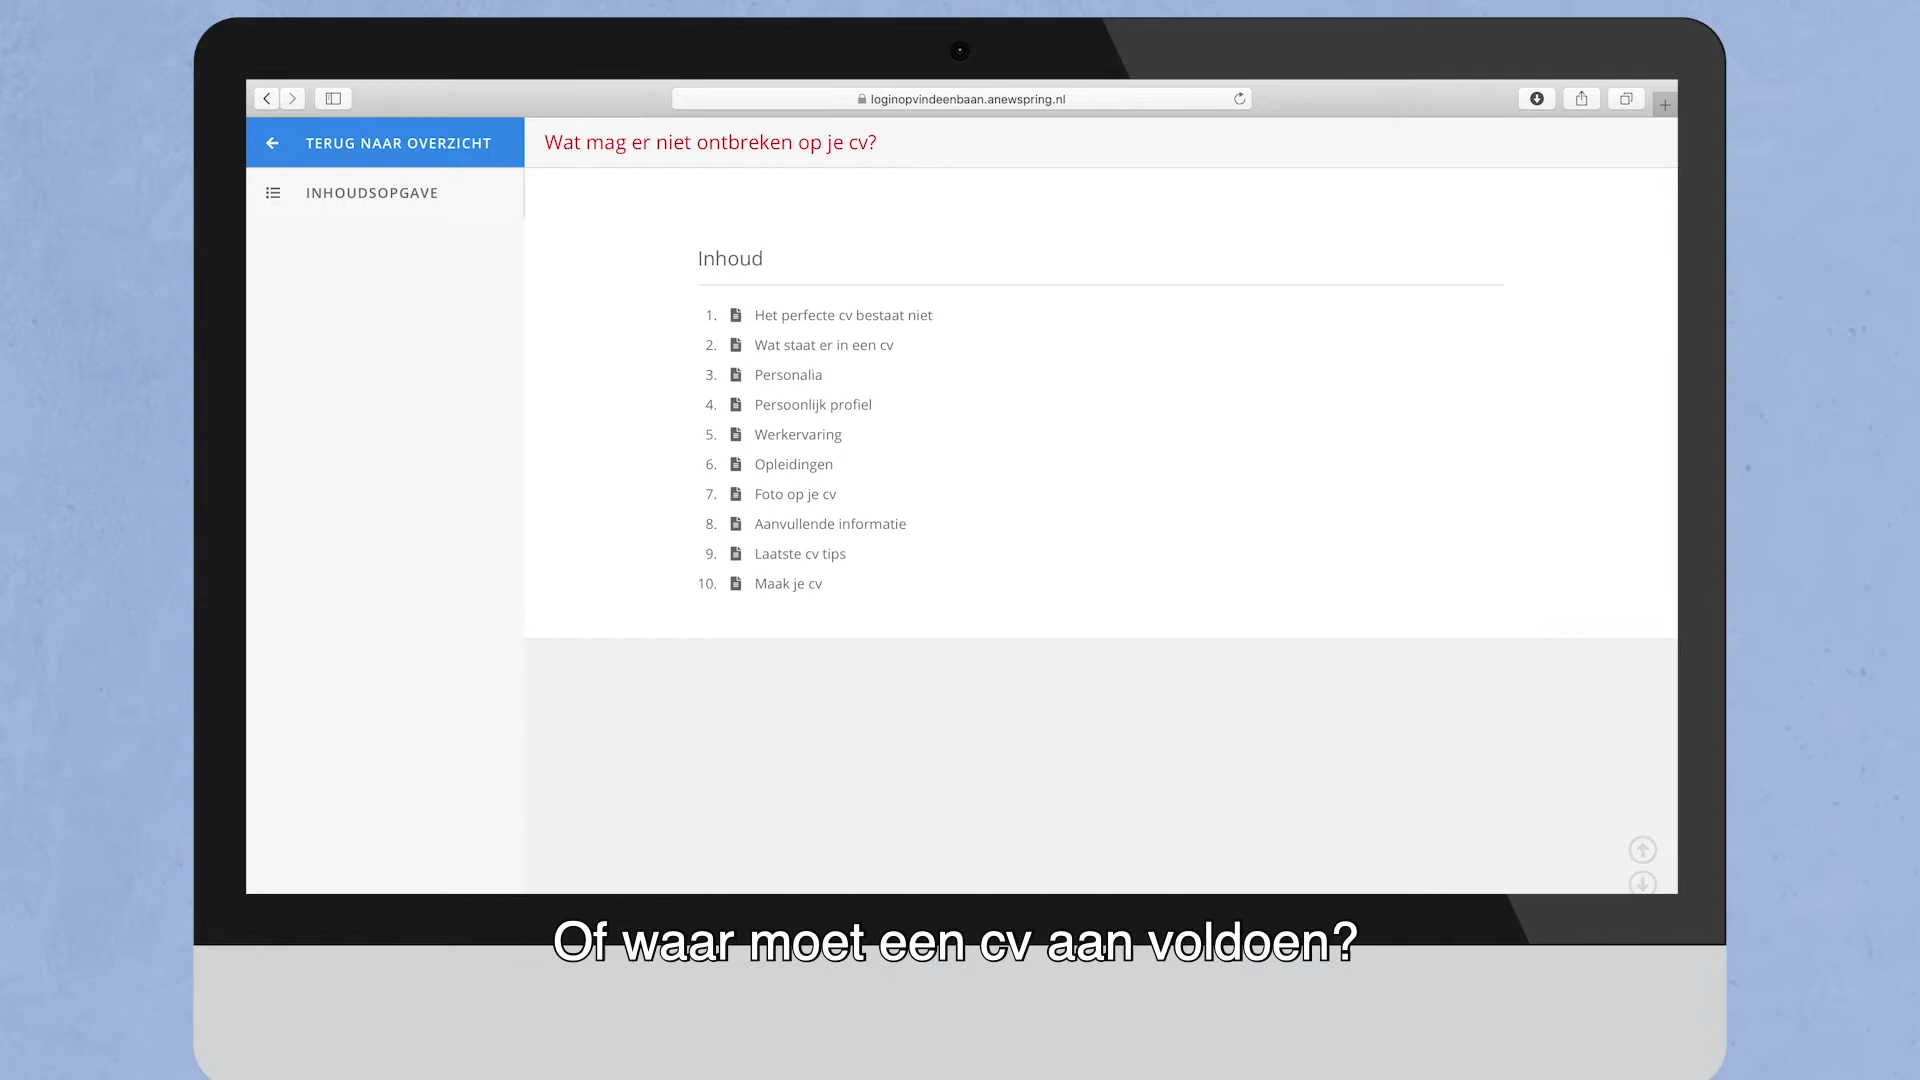 loginopvindeenbaan.anewspring.nl
TERUG NAAR OVERZICHT
Wat mag er niet ontbreken op je cv?
INHOUDSOPGAVE
Inhoud
1. Het perfecte cv bestaat niet
2. Wat staat er in een cv
3. Personalia
4. Persoonlijk profiel
5. Werkervaring
6. Opleidingen
7. Foto op je cv
8. Aanvullende informatie
9. Laatste cv tips
10. Maak je cv
Of waar moet een cv aan voldoen?